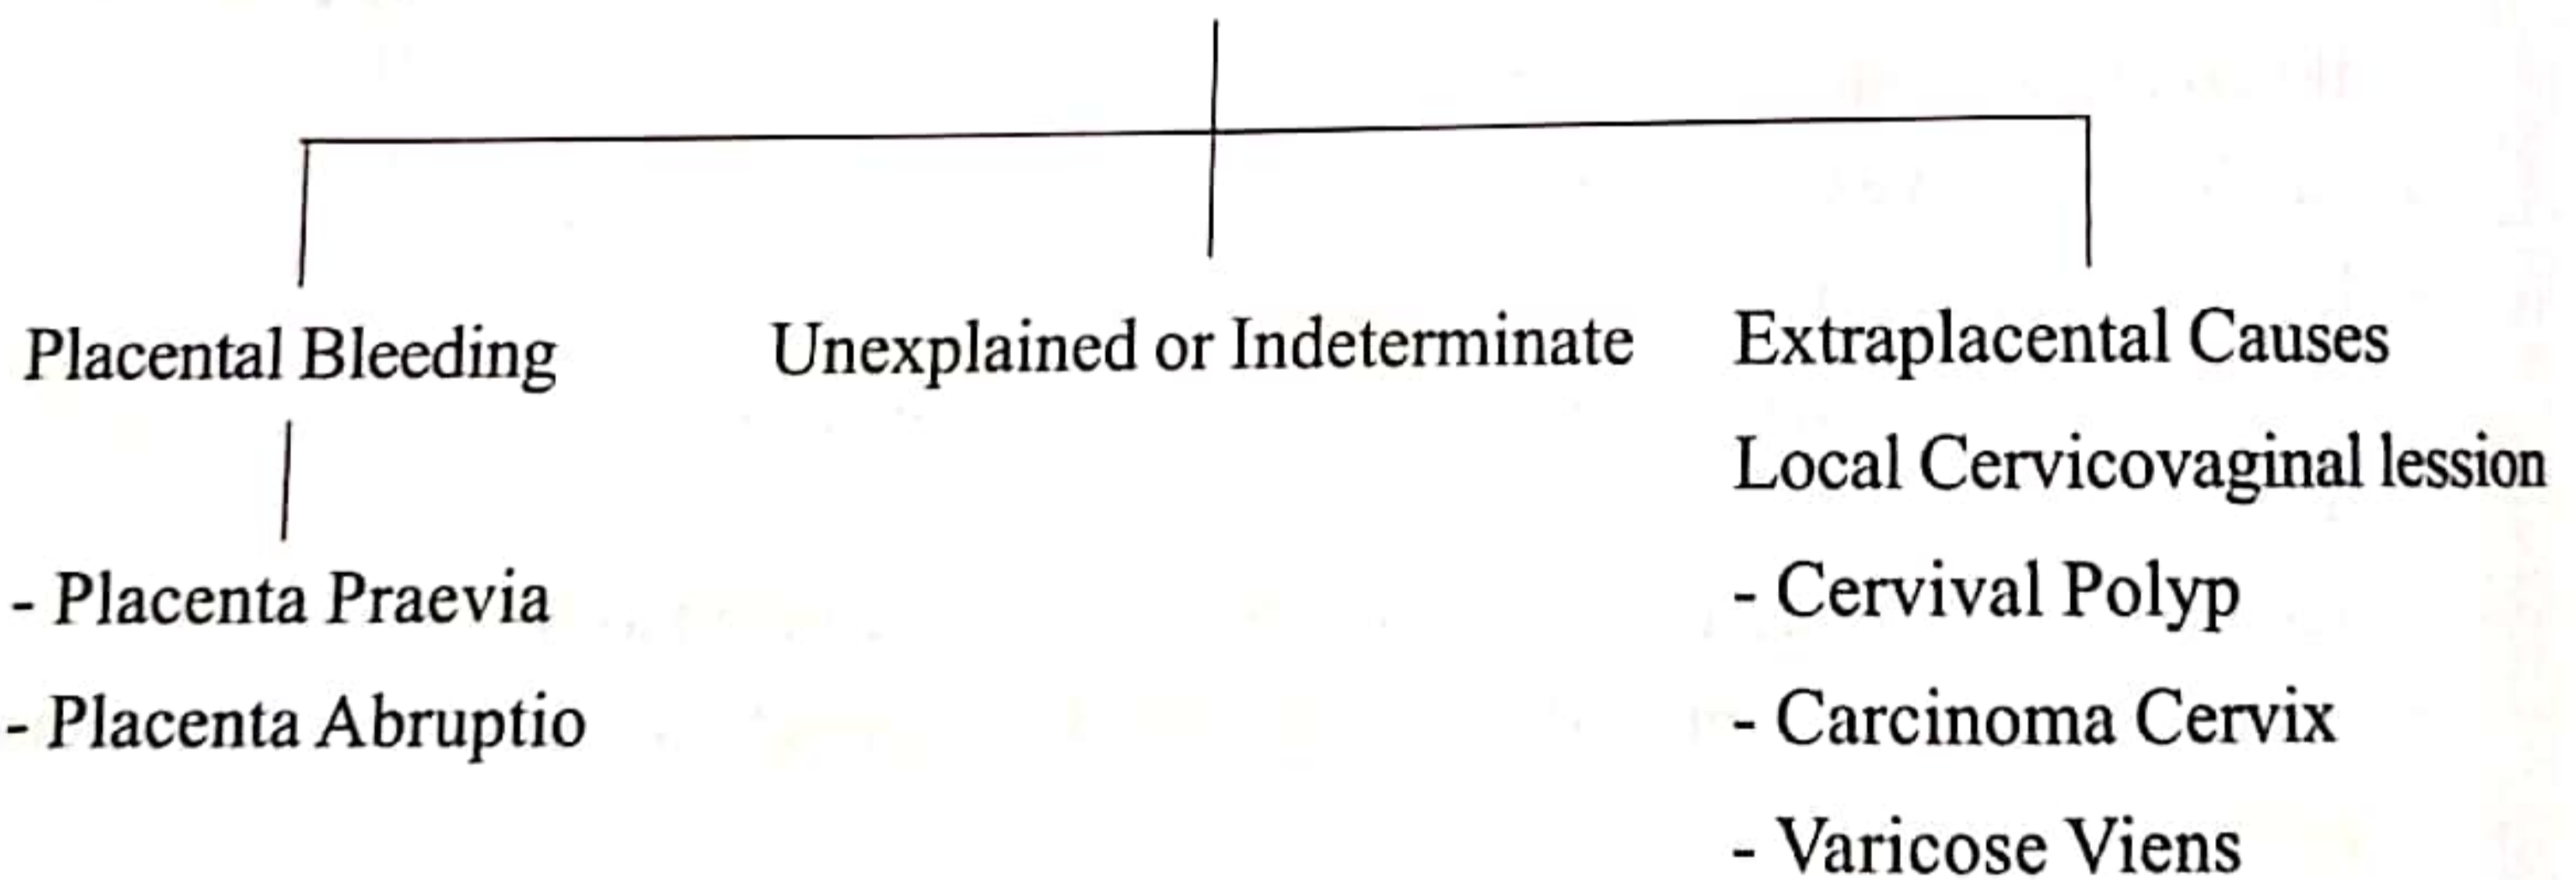 Placental Bleeding
Unexplained or Indeterminate
Extraplacental Causes
Local Cervicovaginal lession
- Placenta Praevia
- Placenta Abruptio
- Cervival Polyp
- Carcinoma Cervix
- Varicose Viens